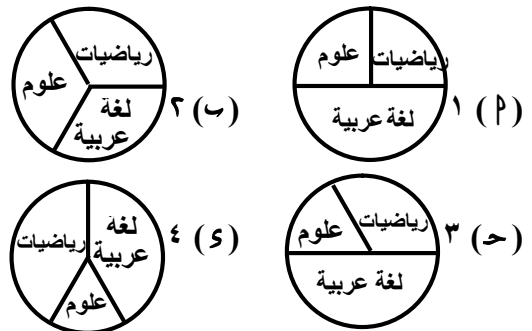 (أ) ١
رياضيات
علوم
لغة عربية
(ب) ٢
رياضيات
علوم
لغة
عربية
(ح) ٣
رياضيات
علوم
لغة عربية
(ء) ٤
لغة
عربية
رياضيات
علوم